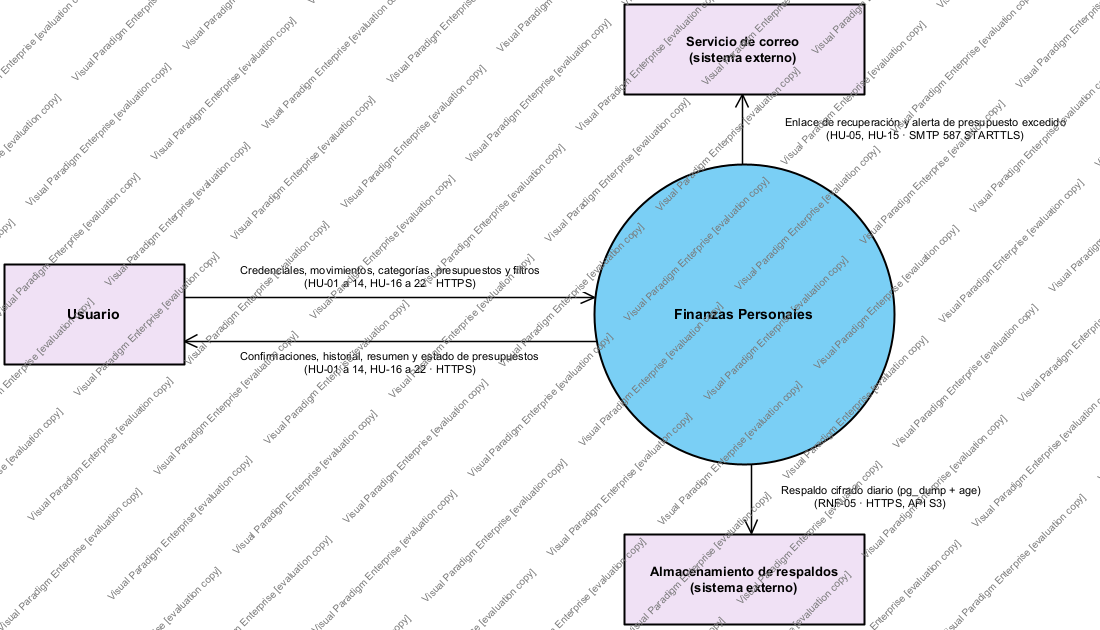 Servicio de correo
(sistema externo)
Enlace de recuperación y alerta de presupuesto excedido
(HU-05, HU-15 · SMTP 587 STARTTLS)
Credenciales, movimientos, categorías, presupuestos y filtros
(HU-01 a 14, HU-16 a 22 · HTTPS)
Usuario
Finanzas Personales
Confirmaciones, historial, resumen y estado de presupuestos
(HU-01 a 14, HU-16 a 22 · HTTPS)
Respaldo cifrado diario (pg_dump + age)
(RNF-05 · HTTPS, API S3)
Almacenamiento de respaldos
(sistema externo)
Visual Paradigm Enterprise [evaluation copy]